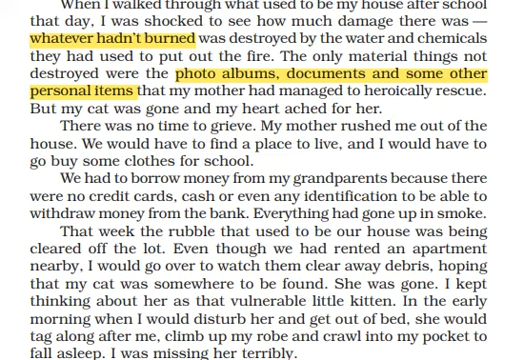 When I walked through what used to be my house after school
that day, I was shocked to see how much damage there was —
whatever hadn't burned was destroyed by the water and chemicals
they had used to put out the fire. The only material things not
destroyed were the photo albums, documents and some other
personal items that my mother had managed to heroically rescue.
But my cat was gone and my heart ached for her.
There was no time to grieve. My mother rushed me out of the
house. We would have to find a place to live, and I would have to
go buy some clothes for school.
We had to borrow money from my grandparents because there
were no credit cards, cash or even any identification to be able to
withdraw money from the bank. Everything had gone up in smoke.
That week the rubble that used to be our house was being
cleared off the lot. Even though we had rented an apartment
nearby, I would go over to watch them clear away debris, hoping
that my cat was somewhere to be found. She was gone. I kept
thinking about her as that vulnerable little kitten. In the early
morning when I would disturb her and get out of bed, she would
tag along after me, climb up my robe and crawl into my pocket to
fall asleep. I was missing her terribly.